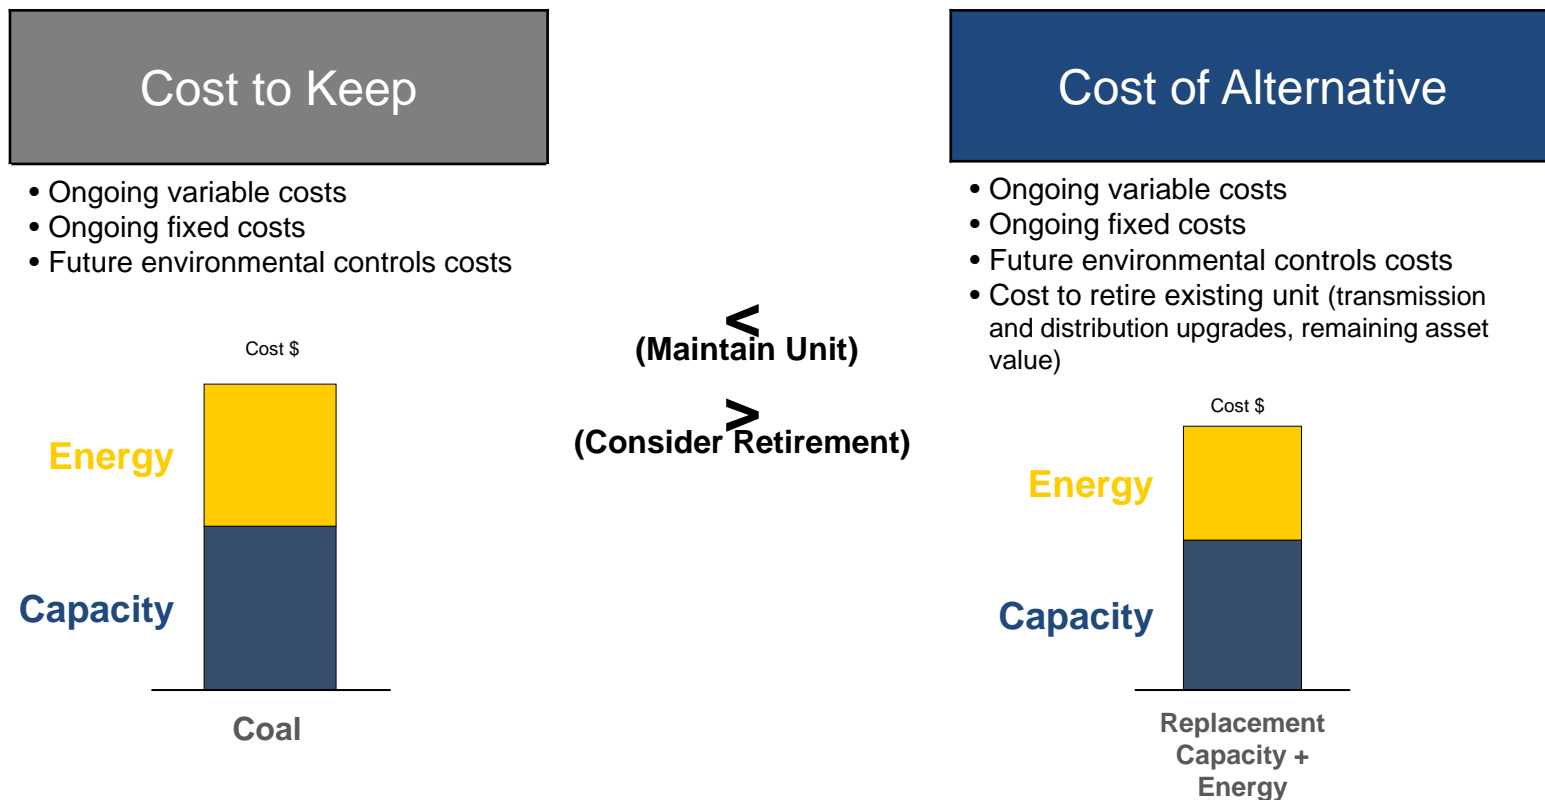 Cost to Keep
• Ongoing variable costs
• Ongoing fixed costs
• Future environmental controls costs
Cost $
Energy
Capacity
Coal
<
(Maintain Unit)
>
(Consider Retirement)
Cost of Alternative
• Ongoing variable costs
• Ongoing fixed costs
• Future environmental controls costs
• Cost to retire existing unit (transmission
and distribution upgrades, remaining asset
value)
Cost $
Energy
Capacity
Replacement
Capacity +
Energy